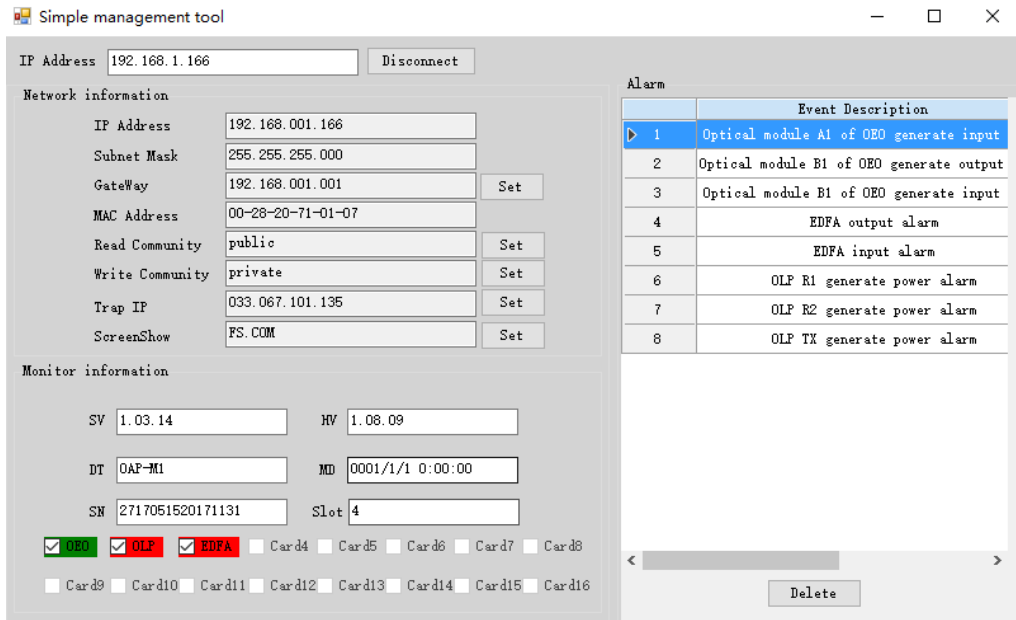 Simple management tool
IP Address 192.168.1.166 Disconnect
Network information
IP Address 192.168.001.166
Subnet Mask 255.255.255.000
GateWay 192.168.001.001 Set
MAC Address 00-28-20-71-01-07
Read Community public Set
Write Community private Set
Trap IP 033.067.101.135 Set
ScreenShow FS.COM Set
Monitor information
SV 1.03.14 HV 1.08.09
DT OAP-M1 MD 0001/1/1 0:00:00
SN 2717051520171131 Slot 4
OEO OLP EDFA Card4 Card5 Card6 Card7 Card8
Card9 Card10 Card11 Card12 Card13 Card14 Card15 Card16
Alarm
Event Description
1 Optical module A1 of OEO generate input
2 Optical module B1 of OEO generate output
3 Optical module B1 of OEO generate input
4 EDFA output alarm
5 EDFA input alarm
6 OLP R1 generate power alarm
7 OLP R2 generate power alarm
8 OLP TX generate power alarm
Delete